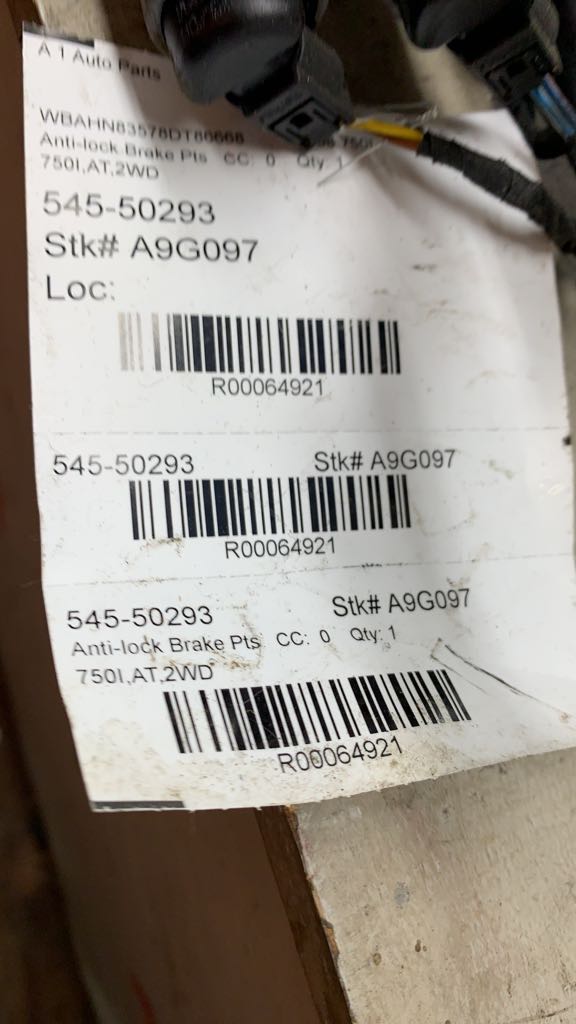 A 1 Auto Parts
WBAHN83578DT86668 750I
Anti-lock Brake Pts CC: 0 Qty 1
750I,AT,2WD
545-50293
Stk# A9G097
Loc:
R00064921
545-50293 Stk# A9G097
R00064921
545-50293 Stk# A9G097
Anti-lock Brake Pts CC: 0 Qty: 1
750I,AT,2WD
R00064921